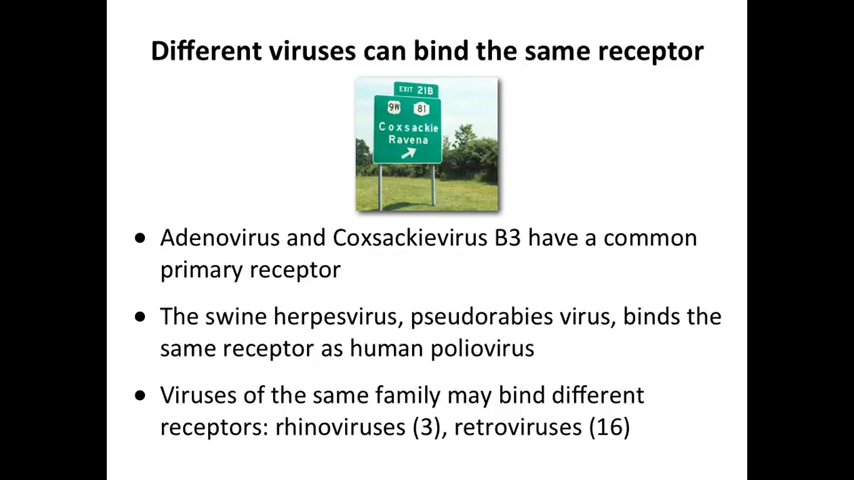 Different viruses can bind the same receptor
EXIT 21B
9W 81
Coxsackie
Ravena
• Adenovirus and Coxsackievirus B3 have a common
primary receptor
• The swine herpesvirus, pseudorabies virus, binds the
same receptor as human poliovirus
• Viruses of the same family may bind different
receptors: rhinoviruses (3), retroviruses (16)